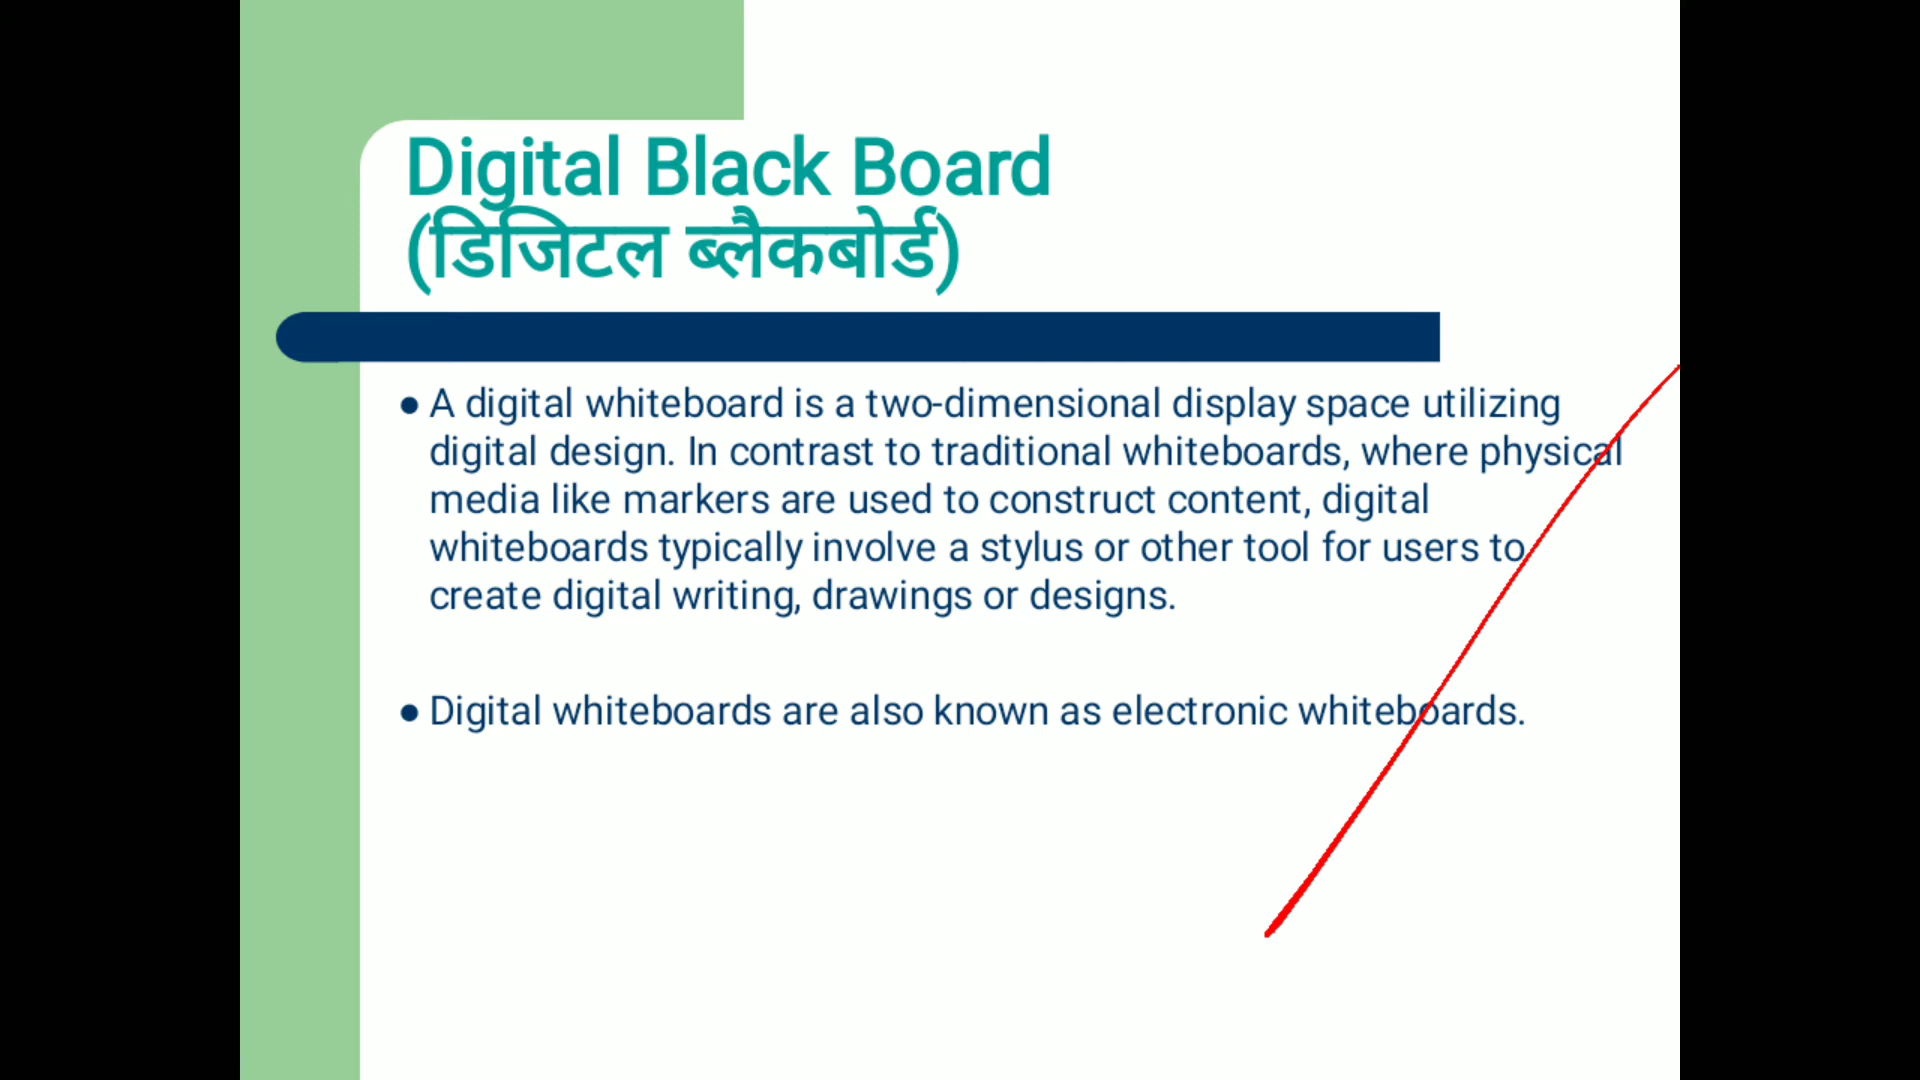 Digital Black Board
(डिजिटल ब्लैकबोर्ड)
● A digital whiteboard is a two-dimensional display space utilizing
digital design. In contrast to traditional whiteboards, where physical
media like markers are used to construct content, digital
whiteboards typically involve a stylus or other tool for users to
create digital writing, drawings or designs.
● Digital whiteboards are also known as electronic whiteboards.